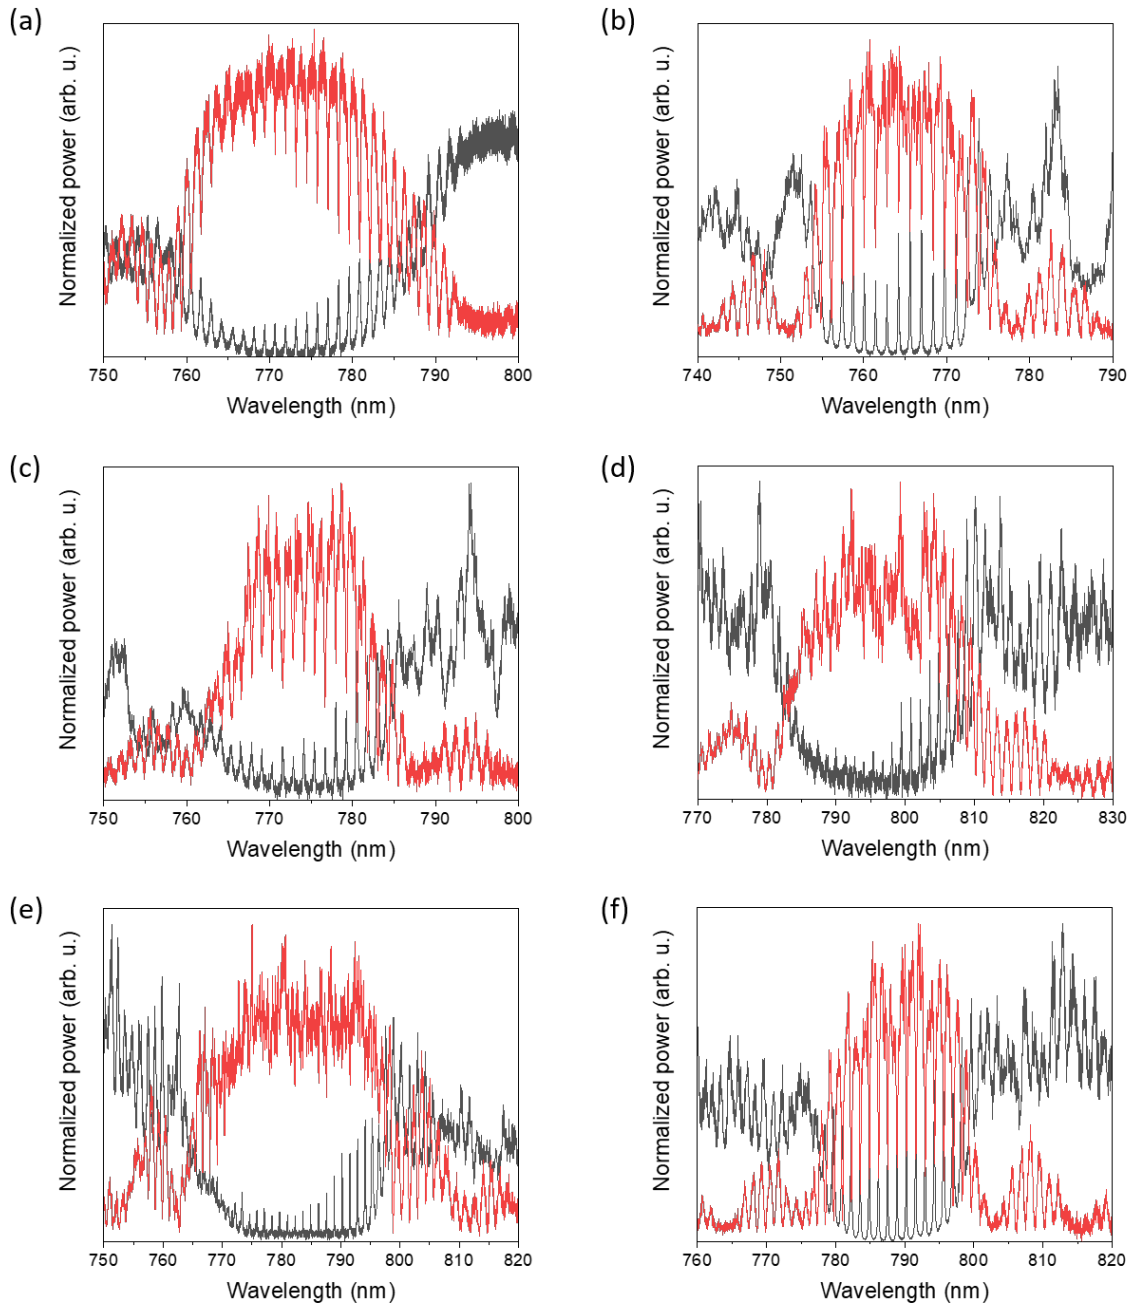 (a)
Normalized power (arb. u.)
750 760 770 780 790 800
Wavelength (nm)
(b)
Normalized power (arb. u.)
740 750 760 770 780 790
Wavelength (nm)
(c)
Normalized power (arb. u.)
750 760 770 780 790 800
Wavelength (nm)
(d)
Normalized power (arb. u.)
770 780 790 800 810 820 830
Wavelength (nm)
(e)
Normalized power (arb. u.)
750 760 770 780 790 800 810 820
Wavelength (nm)
(f)
Normalized power (arb. u.)
760 770 780 790 800 810 820
Wavelength (nm)